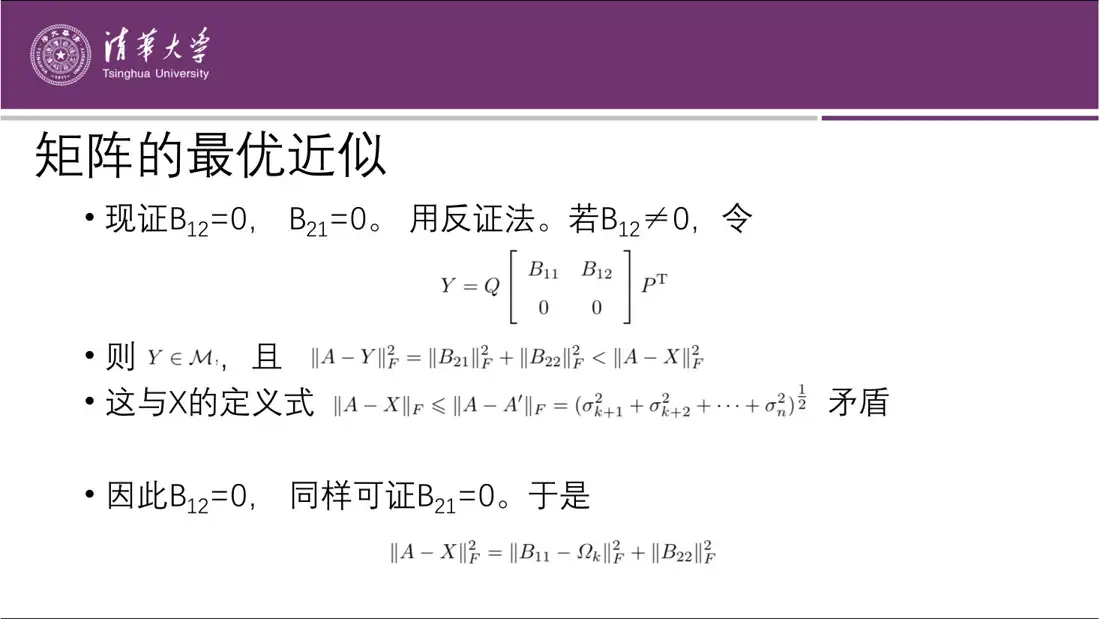 清华大学
Tsinghua University
矩阵的最优近似
• 现证B₁₂=0， B₂₁=0。 用反证法。若B₁₂≠0，令
Y = Q [ B₁₁ B₁₂
0 0 ] Pᵀ
• 则 Y ∈ ℳ，且 ‖A − Y‖²_F = ‖B₂₁‖²_F + ‖B₂₂‖²_F < ‖A − X‖²_F
• 这与X的定义式 ‖A − X‖_F ⩽ ‖A − A′‖_F = (σ²_{k+1} + σ²_{k+2} + ⋯ + σ²_n)^{1/2} 矛盾
• 因此B₁₂=0， 同样可证B₂₁=0。于是
‖A − X‖²_F = ‖B₁₁ − Ω_k‖²_F + ‖B₂₂‖²_F